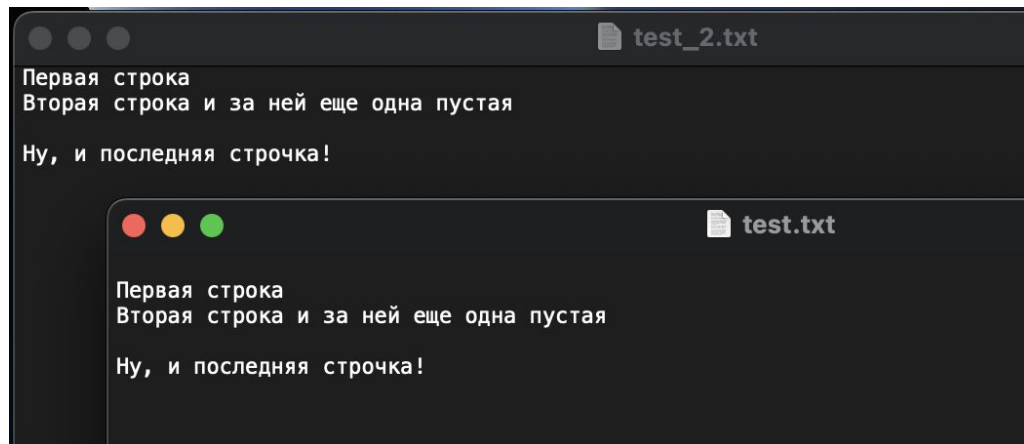 test_2.txt
Первая строка
Вторая строка и за ней еще одна пустая
Ну, и последняя строчка!
test.txt
Первая строка
Вторая строка и за ней еще одна пустая
Ну, и последняя строчка!